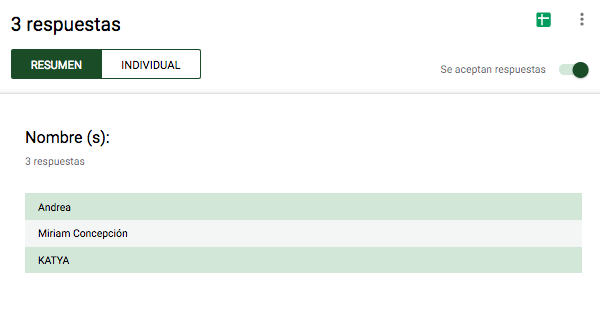 3 respuestas
RESUMEN INDIVIDUAL
Se aceptan respuestas
Nombre (s):
3 respuestas
Andrea
Miriam Concepción
KATYA